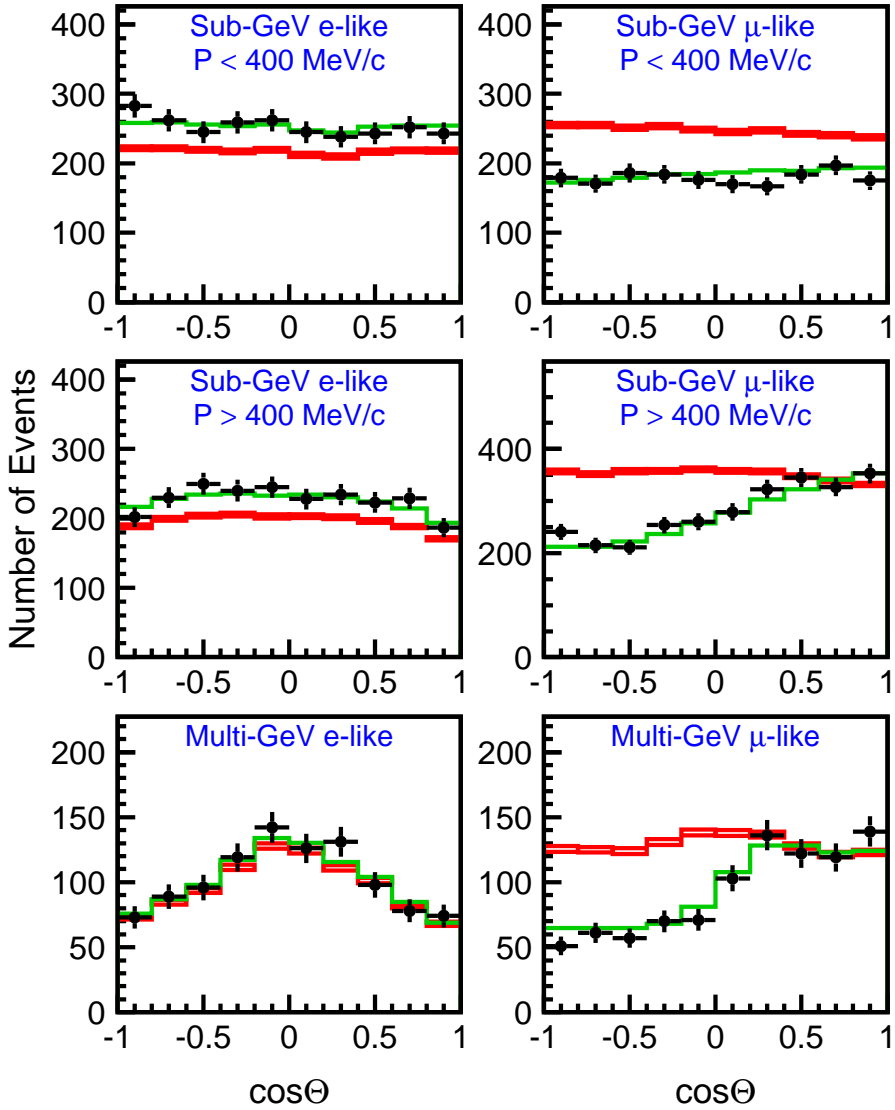 Sub-GeV e-like
P < 400 MeV/c
400
300
200
100
0
-1 -0.5 0 0.5 1
Sub-GeV μ-like
P < 400 MeV/c
400
300
200
100
0
-1 -0.5 0 0.5 1
Number of Events
Sub-GeV e-like
P > 400 MeV/c
400
300
200
100
0
-1 -0.5 0 0.5 1
Sub-GeV μ-like
P > 400 MeV/c
400
200
0
-1 -0.5 0 0.5 1
Multi-GeV e-like
200
150
100
50
0
-1 -0.5 0 0.5 1
cosΘ
Multi-GeV μ-like
200
150
100
50
0
-1 -0.5 0 0.5 1
cosΘ